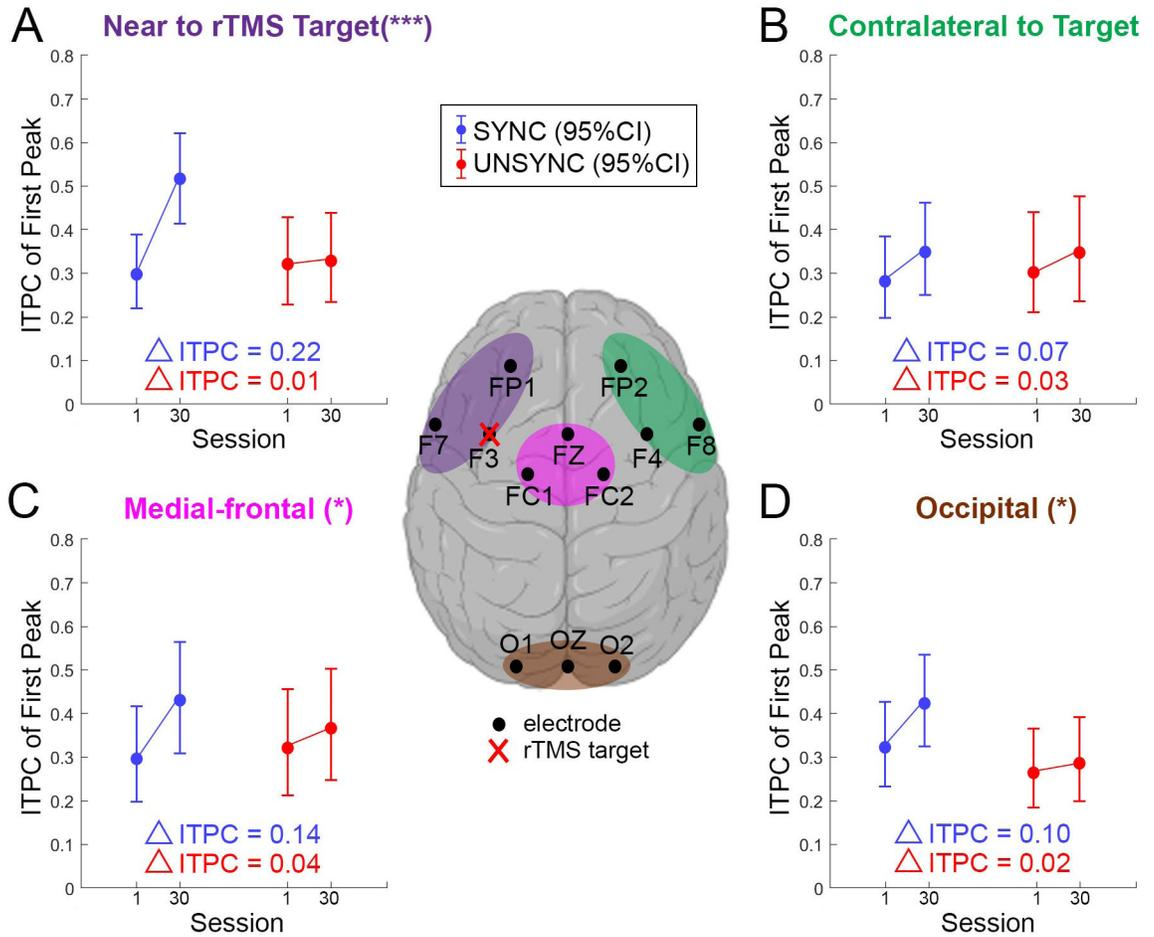 A
Near to rTMS Target(***)
ITPC of First Peak
0.8
0.7
0.6
0.5
0.4
0.3
0.2
0.1
0
△ ITPC = 0.22
△ ITPC = 0.01
1 30 1 30
Session
SYNC (95%CI)
UNSYNC (95%CI)
B
Contralateral to Target
ITPC of First Peak
0.8
0.7
0.6
0.5
0.4
0.3
0.2
0.1
0
△ ITPC = 0.07
△ ITPC = 0.03
1 30 1 30
Session
FP1 FP2
F7 F3 FZ F4 F8
FC1 FC2
O1 OZ O2
electrode
rTMS target
C
Medial-frontal (*)
ITPC of First Peak
0.8
0.7
0.6
0.5
0.4
0.3
0.2
0.1
0
△ ITPC = 0.14
△ ITPC = 0.04
1 30 1 30
Session
D
Occipital (*)
ITPC of First Peak
0.8
0.7
0.6
0.5
0.4
0.3
0.2
0.1
0
△ ITPC = 0.10
△ ITPC = 0.02
1 30 1 30
Session